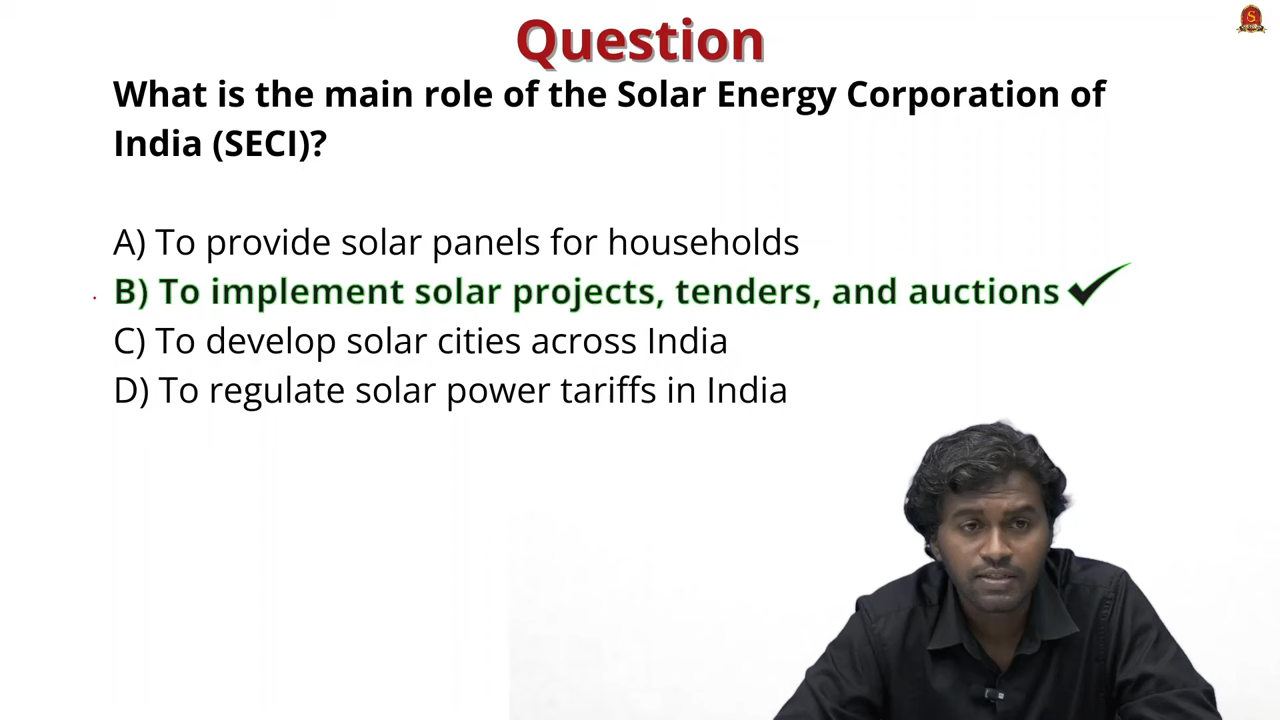 Question
What is the main role of the Solar Energy Corporation of
India (SECI)?
A) To provide solar panels for households
B) To implement solar projects, tenders, and auctions
C) To develop solar cities across India
D) To regulate solar power tariffs in India